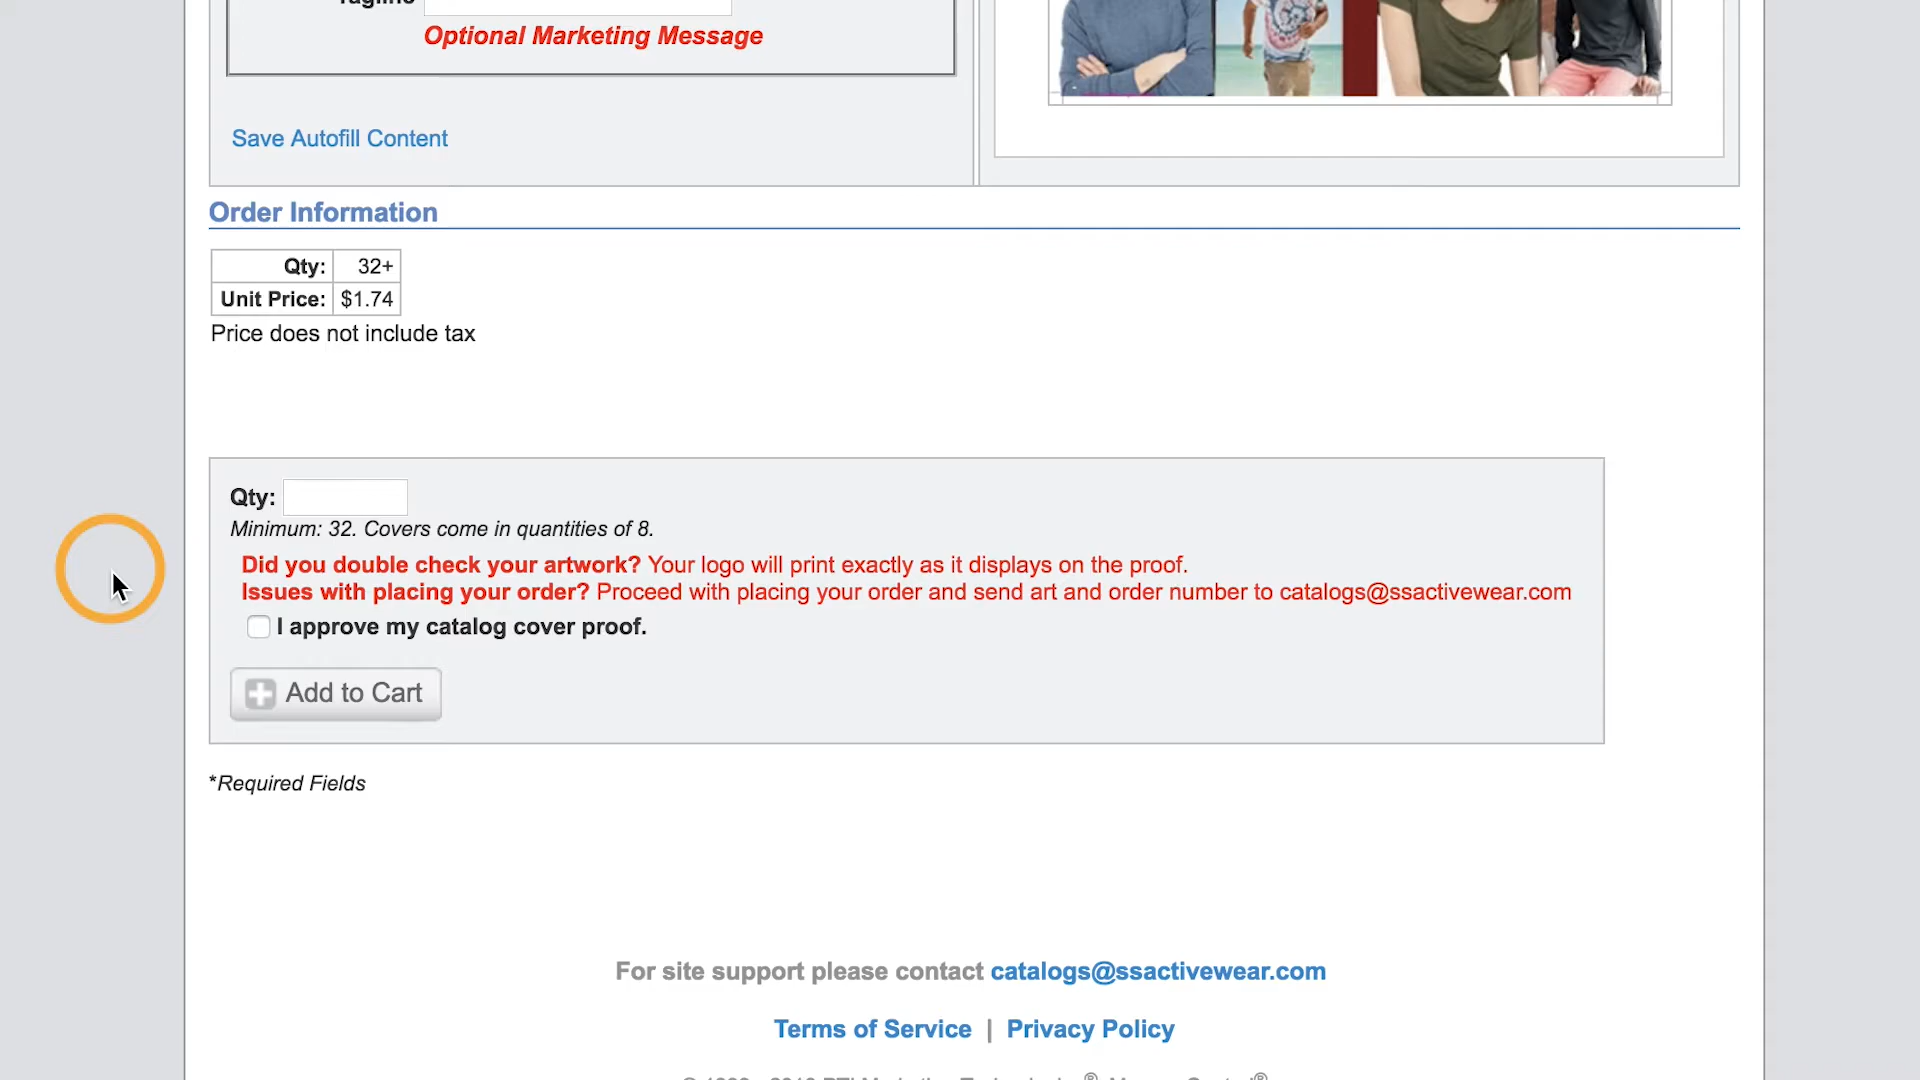 Tagline
Optional Marketing Message
Save Autofill Content
Order Information
Qty: 32+
Unit Price: $1.74
Price does not include tax
Qty:
Minimum: 32. Covers come in quantities of 8.
Did you double check your artwork? Your logo will print exactly as it displays on the proof.
Issues with placing your order? Proceed with placing your order and send art and order number to catalogs@ssactivewear.com
I approve my catalog cover proof.
Add to Cart
*Required Fields
For site support please contact catalogs@ssactivewear.com
Terms of Service | Privacy Policy